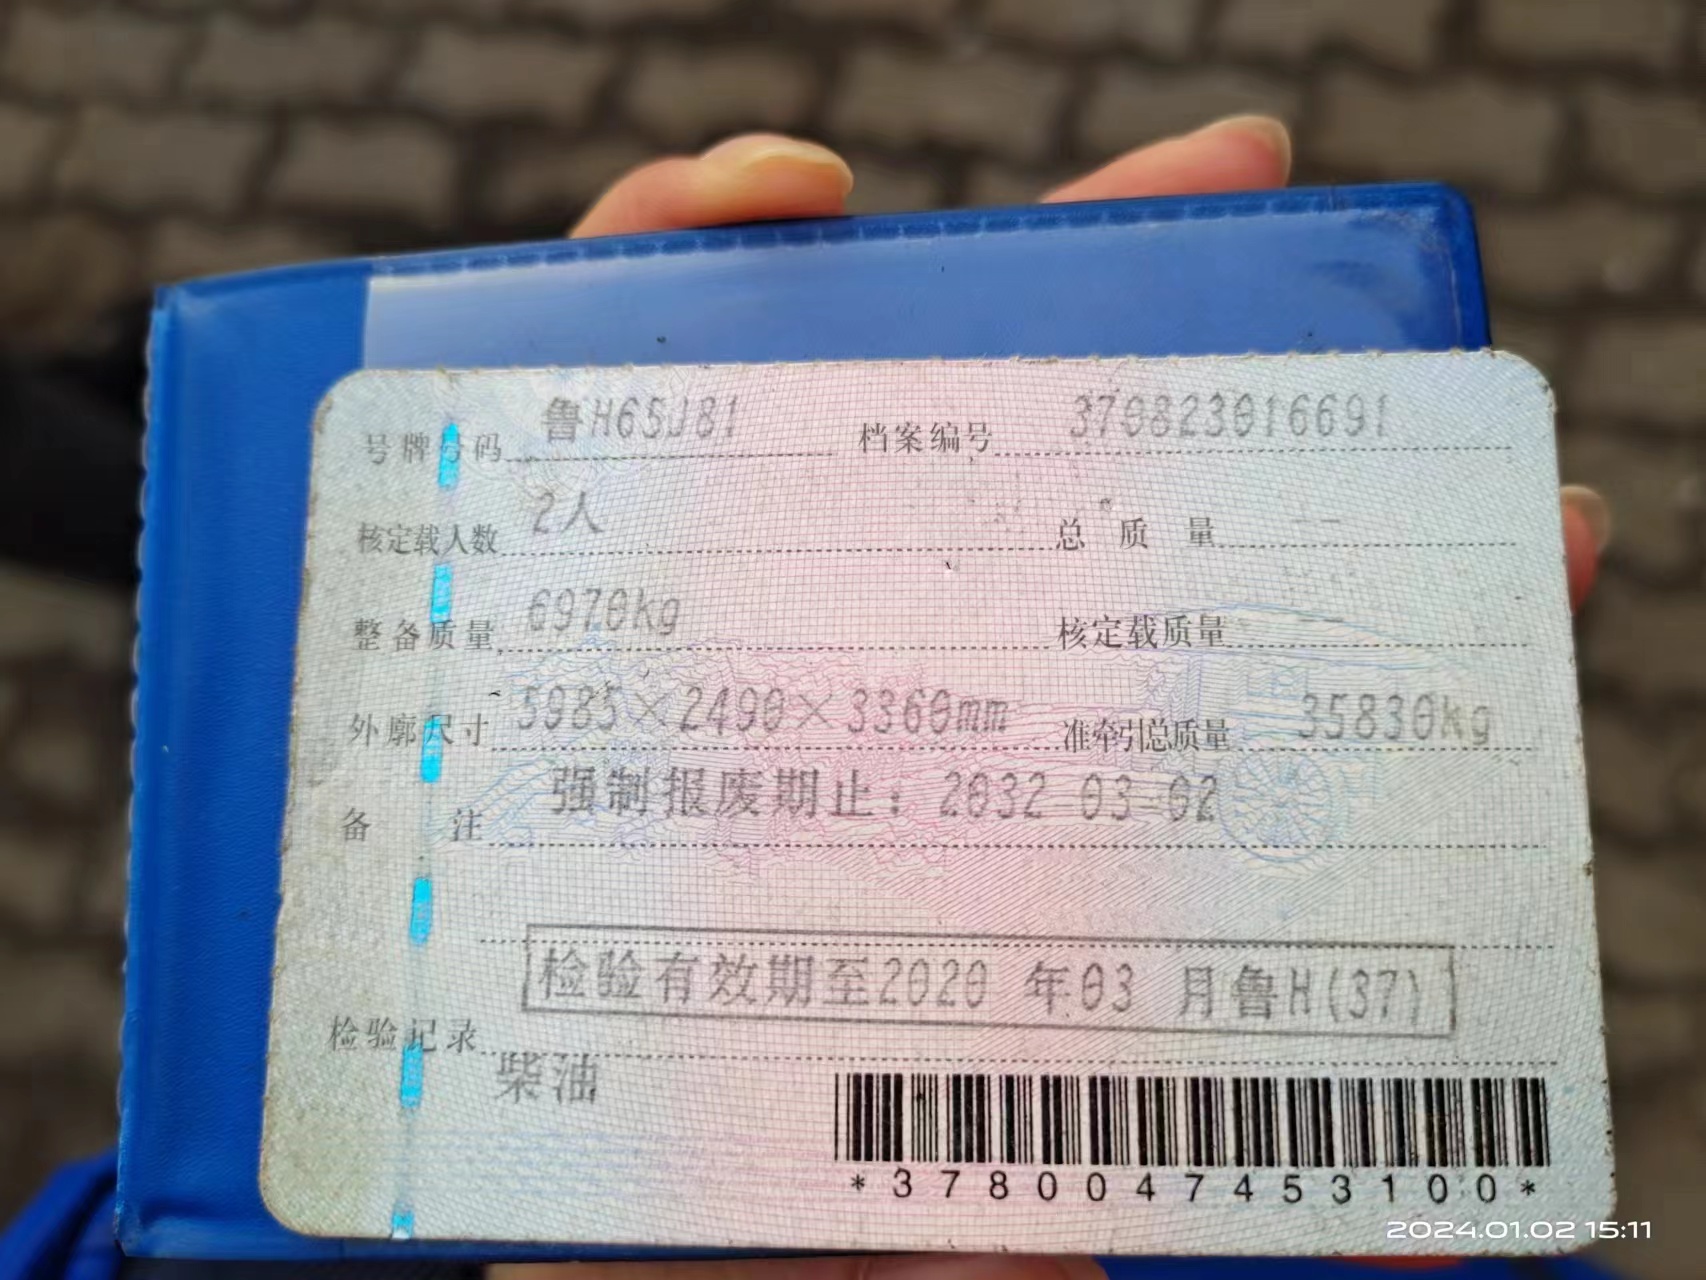 号牌号码 鲁H65J81 档案编号 370823016691
核定载人数 2人 总质量 --
整备质量 6970kg 核定载质量 --
外廓尺寸 5985×2490×3360mm 准牵引总质量 35830kg
备注 强制报废期止：2032-03-02
检验有效期至2020 年03 月鲁H(37)
检验记录
柴油
*3780047453100*
2024.01.02 15:11